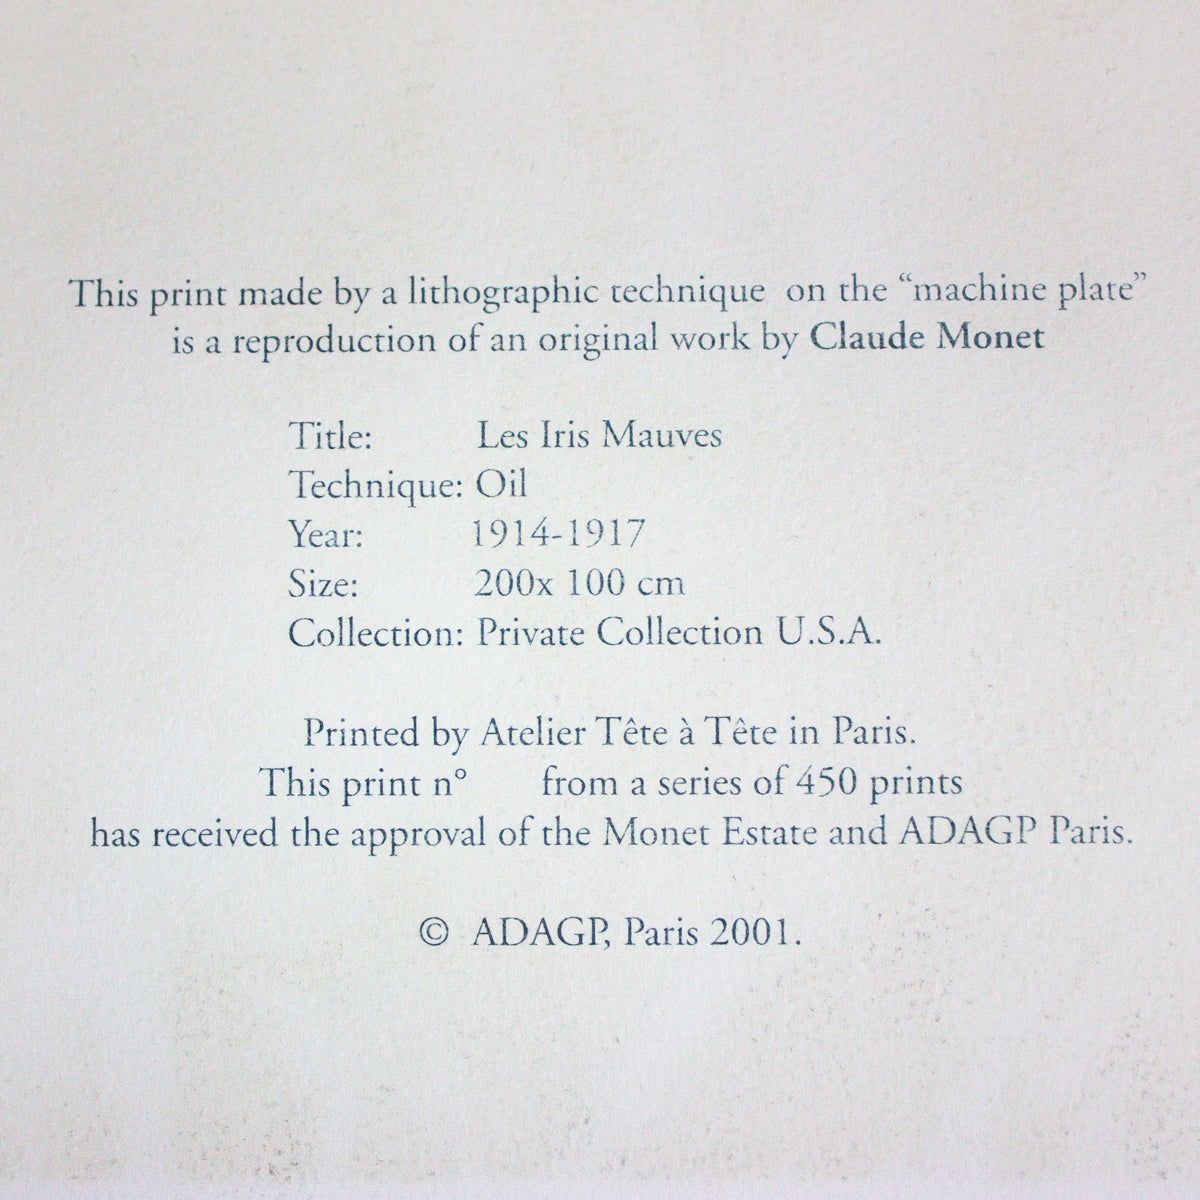 This print made by a lithographic technique on the “machine plate”
is a reproduction of an original work by Claude Monet
Title: Les Iris Mauves
Technique: Oil
Year: 1914-1917
Size: 200x 100 cm
Collection: Private Collection U.S.A.
Printed by Atelier Tête à Tête in Paris.
This print n° from a series of 450 prints
has received the approval of the Monet Estate and ADAGP Paris.
© ADAGP, Paris 2001.